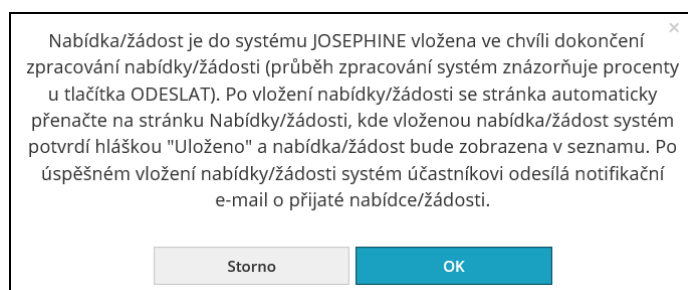 ×
Nabídka/žádost je do systému JOSEPHINE vložena ve chvíli dokončení
zpracování nabídky/žádosti (průběh zpracování systém znázorňuje procenty
u tlačítka ODESLAT). Po vložení nabídky/žádosti se stránka automaticky
přenačte na stránku Nabídky/žádosti, kde vloženou nabídka/žádost systém
potvrdí hláškou "Uloženo" a nabídka/žádost bude zobrazena v seznamu. Po
úspěšném vložení nabídky/žádosti systém účastníkovi odesílá notifikační
e-mail o přijaté nabídce/žádosti.
Storno
OK